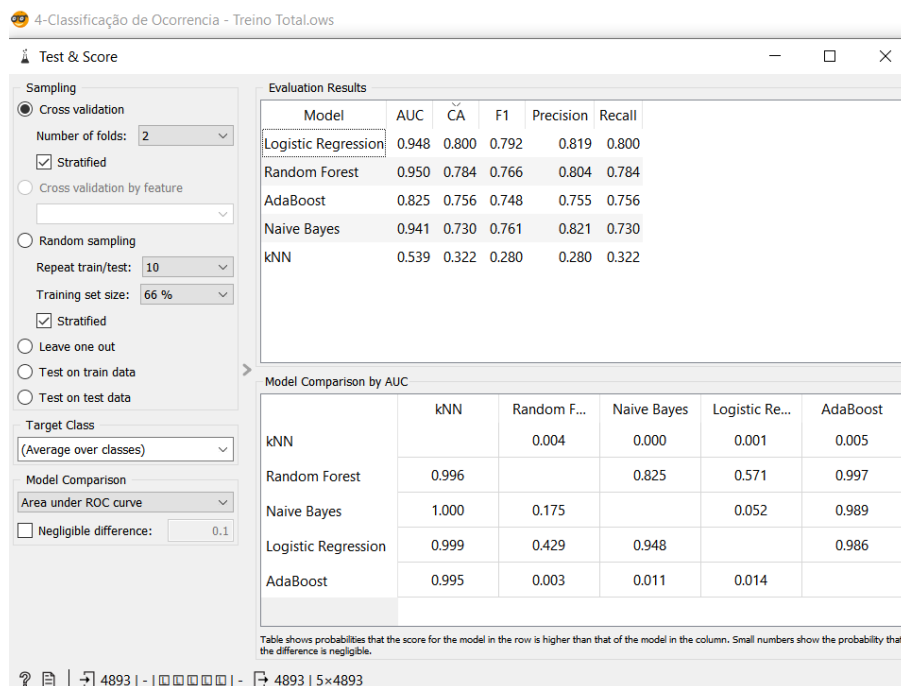 4-Classificação de Ocorrencia - Treino Total.ows
Test & Score
Sampling
Cross validation
Number of folds: 2
Stratified
Cross validation by feature
Random sampling
Repeat train/test: 10
Training set size: 66 %
Stratified
Leave one out
Test on train data
Test on test data
Target Class
(Average over classes)
Model Comparison
Area under ROC curve
Negligible difference: 0.1
Evaluation Results
Model AUC CA F1 Precision Recall
Logistic Regression 0.948 0.800 0.792 0.819 0.800
Random Forest 0.950 0.784 0.766 0.804 0.784
AdaBoost 0.825 0.756 0.748 0.755 0.756
Naive Bayes 0.941 0.730 0.761 0.821 0.730
kNN 0.539 0.322 0.280 0.280 0.322
Model Comparison by AUC
kNN Random F... Naive Bayes Logistic Re... AdaBoost
kNN 0.004 0.000 0.001 0.005
Random Forest 0.996 0.825 0.571 0.997
Naive Bayes 1.000 0.175 0.052 0.989
Logistic Regression 0.999 0.429 0.948 0.986
AdaBoost 0.995 0.003 0.011 0.014
Table shows probabilities that the score for the model in the row is higher than that of the model in the column. Small numbers show the probability that
the difference is negligible.
? 4893 | - | ▯▯▯▯▯ | - 4893 | 5×4893